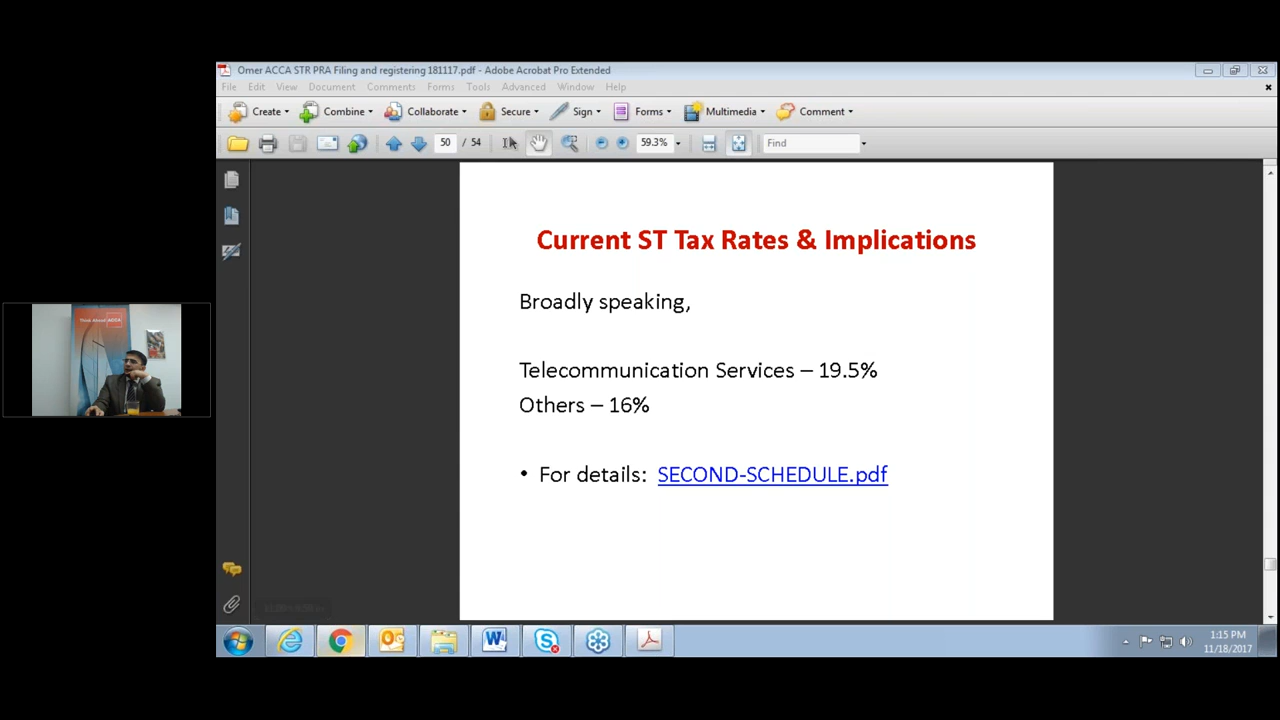 Omer ACCA STR PRA Filing and registering 181117.pdf - Adobe Acrobat Pro Extended
File Edit View Document Comments Forms Tools Advanced Window Help
Create Combine Collaborate Secure Sign Forms Multimedia Comment
50 / 54 59.3% Find
Current ST Tax Rates & Implications
Broadly speaking,
Think Ahead ACCA
Telecommunication Services – 19.5%
Others – 16%
• For details: SECOND-SCHEDULE.pdf
1:15 PM
11/18/2017